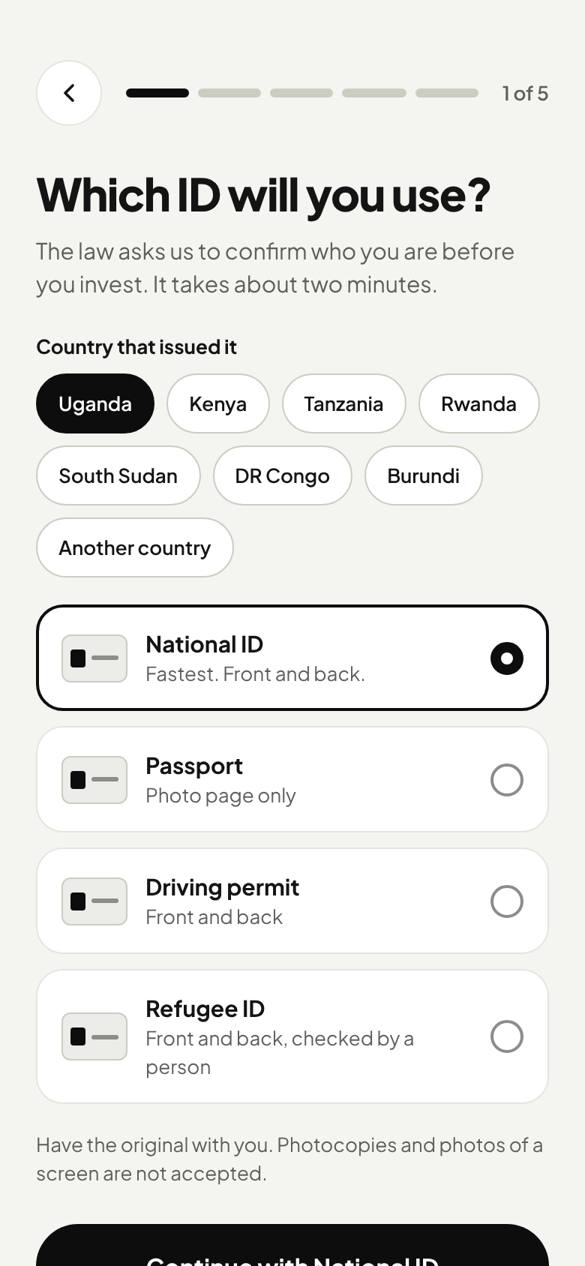 1 of 5
Which ID will you use?
The law asks us to confirm who you are before
you invest. It takes about two minutes.
Country that issued it
Uganda
Kenya
Tanzania
Rwanda
South Sudan
DR Congo
Burundi
Another country
National ID
Fastest. Front and back.
Passport
Photo page only
Driving permit
Front and back
Refugee ID
Front and back, checked by a
person
Have the original with you. Photocopies and photos of a
screen are not accepted.
Continue with National ID